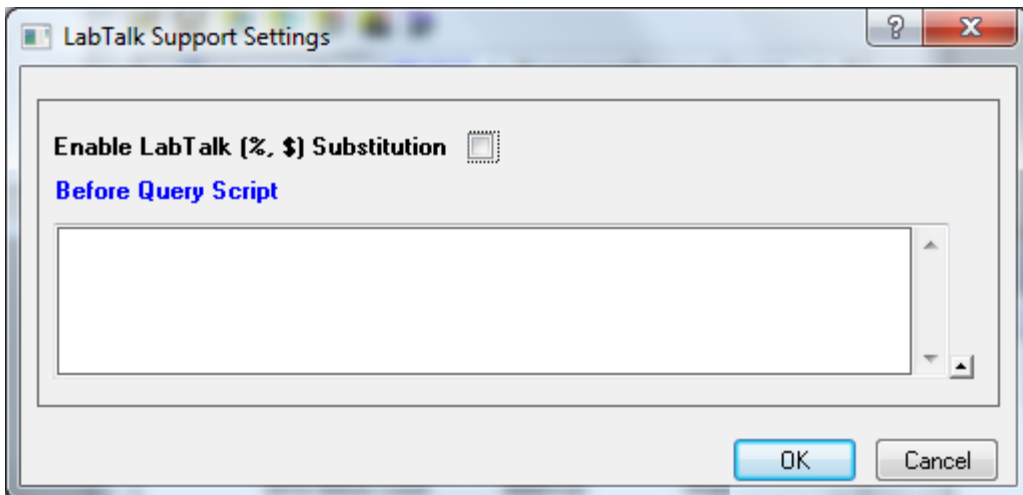 LabTalk Support Settings
Enable LabTalk (%, $) Substitution
Before Query Script
OK
Cancel